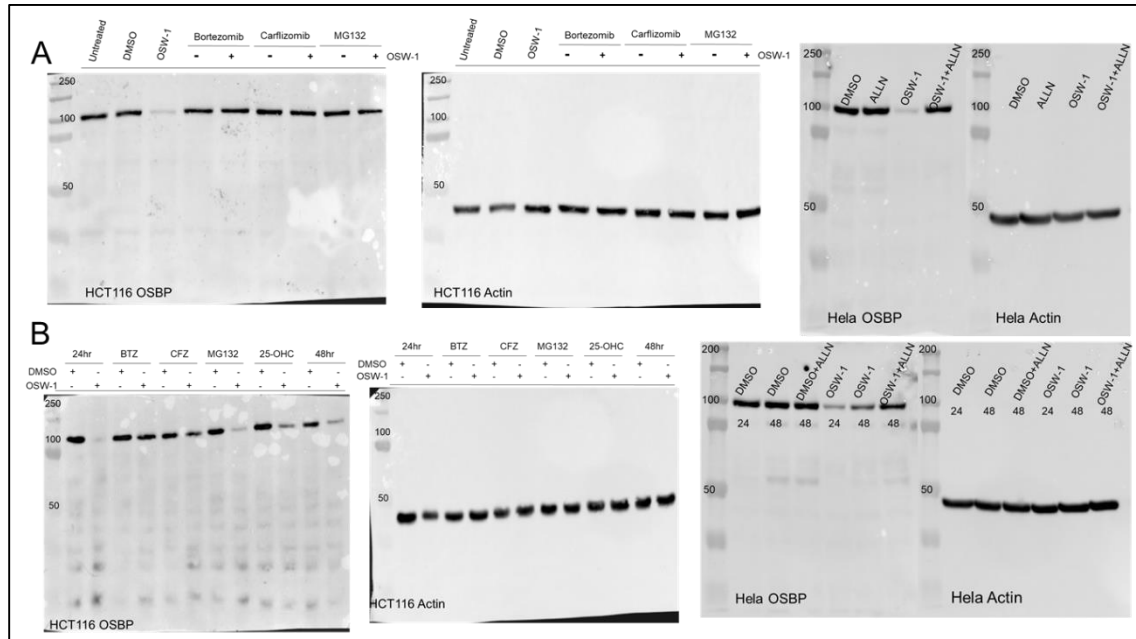 A
Untreated DMSO OSW-1 Bortezomib Carflizomib MG132
- + - + - + OSW-1
250
100
50
HCT116 OSBP
Untreated DMSO OSW-1 Bortezomib Carflizomib MG132
- + - + - + OSW-1
250
100
50
HCT116 Actin
250
100
50
DMSO ALLN OSW-1 OSW-1+ALLN
Hela OSBP
DMSO ALLN OSW-1 OSW-1+ALLN
Hela Actin
B
24hr BTZ CFZ MG132 25-OHC 48hr
DMSO + - + - + - + - + - + -
OSW-1 - + - + - + - + - + - +
250
100
50
HCT116 OSBP
24hr BTZ CFZ MG132 25-OHC 48hr
DMSO + - + - + - + - + - + -
OSW-1 - + - + - + - + - + - +
250
100
50
HCT116 Actin
200
100
50
DMSO DMSO DMSO+ALLN OSW-1 OSW-1 OSW-1+ALLN
24 48 48 24 48 48
Hela OSBP
DMSO DMSO DMSO+ALLN OSW-1 OSW-1 OSW-1+ALLN
24 48 48 24 48 48
200
100
50
Hela Actin